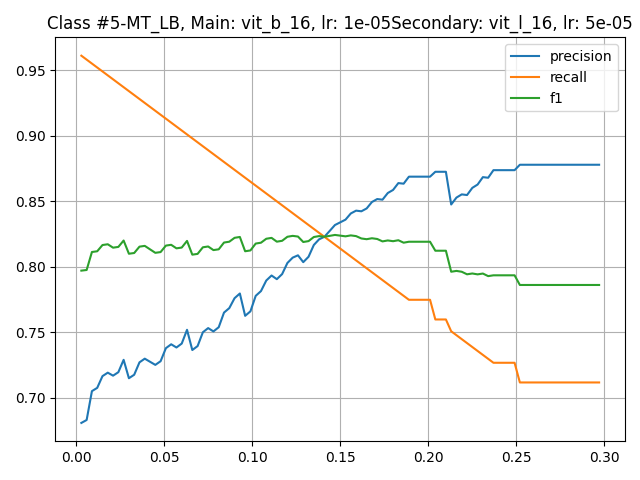 Class #5-MT_LB, Main: vit_b_16, lr: 1e-05Secondary: vit_l_16, lr: 5e-05
precision
recall
f1
0.95
0.90
0.85
0.80
0.75
0.70
0.00 0.05 0.10 0.15 0.20 0.25 0.30